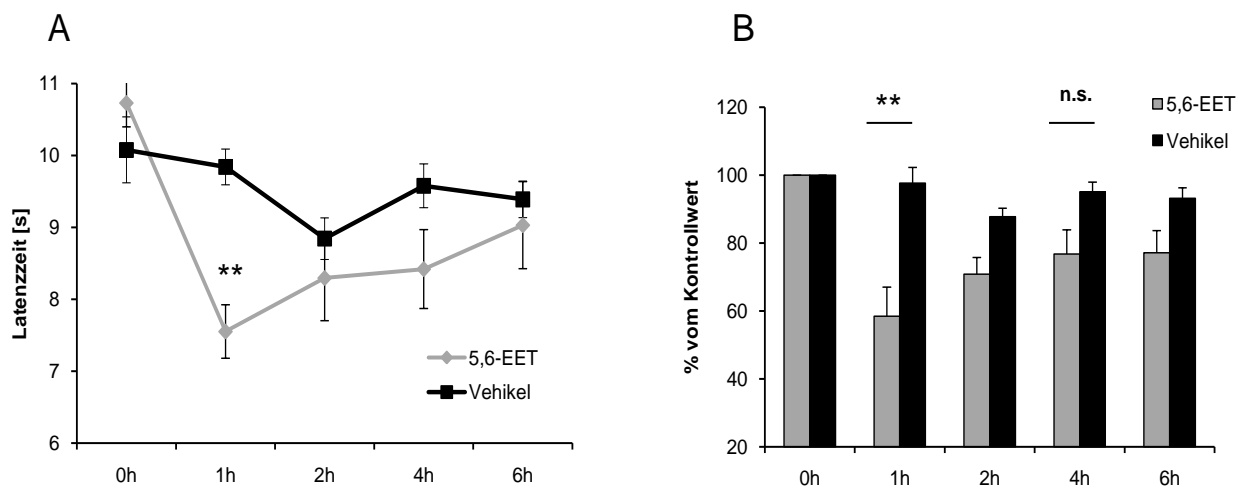 A
Latenzzeit [s]
11
10
9
8
7
6
**
5,6-EET
Vehikel
0h 1h 2h 4h 6h
B
% vom Kontrollwert
120
100
80
60
40
20
**
n.s.
5,6-EET
Vehikel
0h 1h 2h 4h 6h